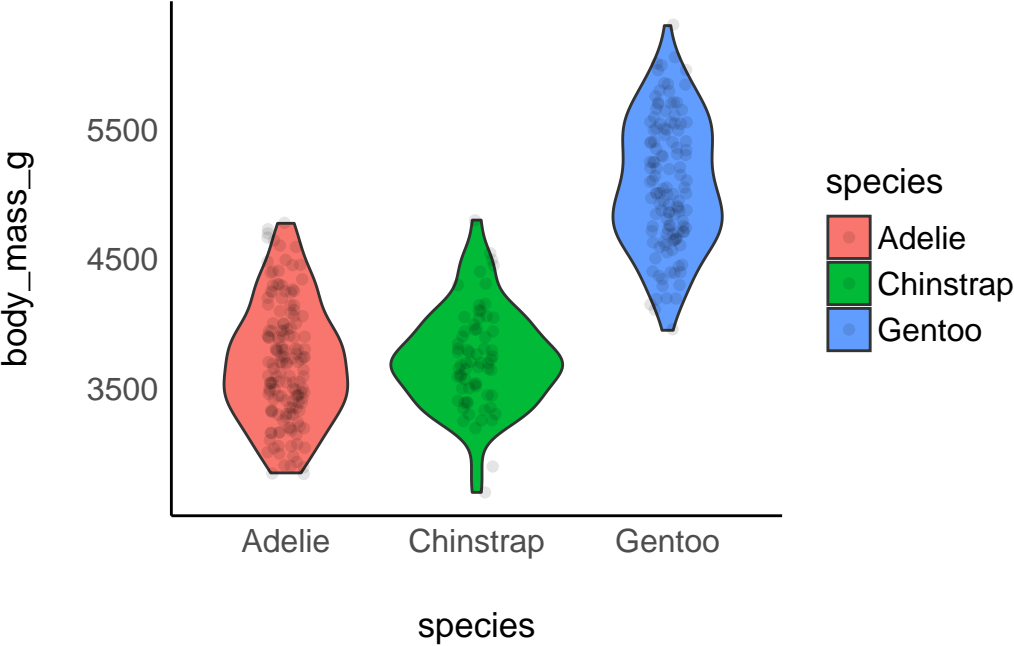 body_mass_g
5500
4500
3500
Adelie
Chinstrap
Gentoo
species
species
Adelie
Chinstrap
Gentoo